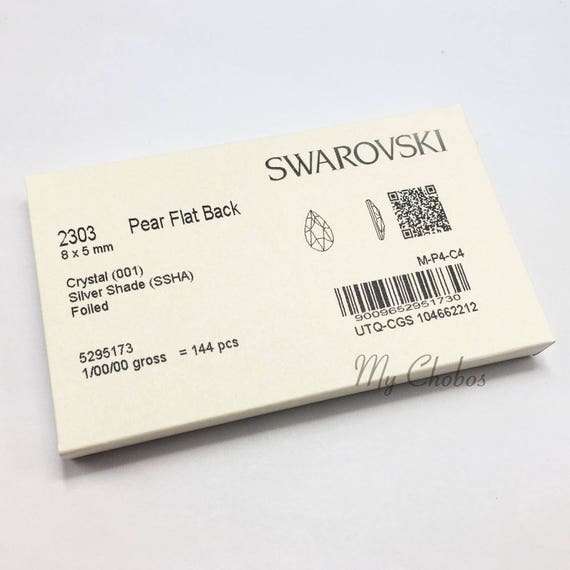 SWAROVSKI
2303 Pear Flat Back
8 x 5 mm
Crystal (001)
Silver Shade (SSHA)
Foiled
M-P4-C4
9009652951730
UTQ-CGS 104662212
5295173
1/00/00 gross = 144 pcs
My Chobos